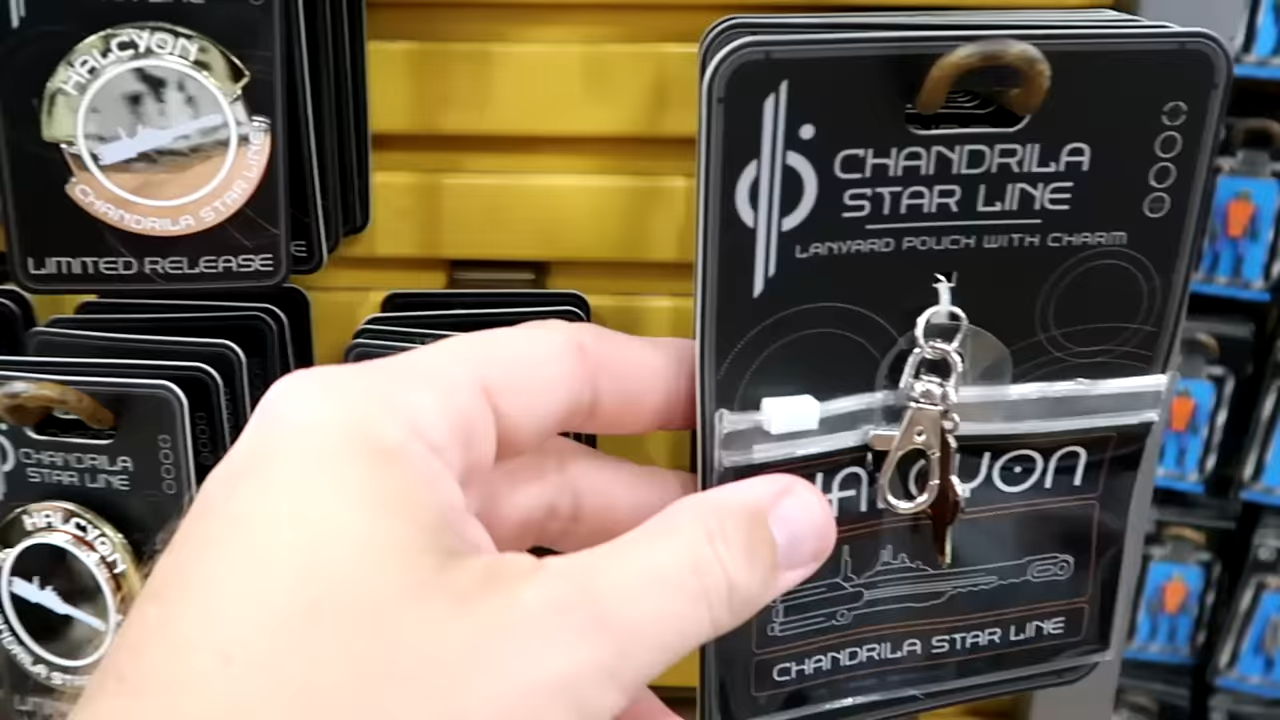 HALCYON
CHANDRILA STAR LINE
LIMITED RELEASE
CHANDRILA
STAR LINE
HALCYON
CHANDRILA
STAR LINE
LANYARD POUCH WITH CHARM
CHANDRILA STAR LINE